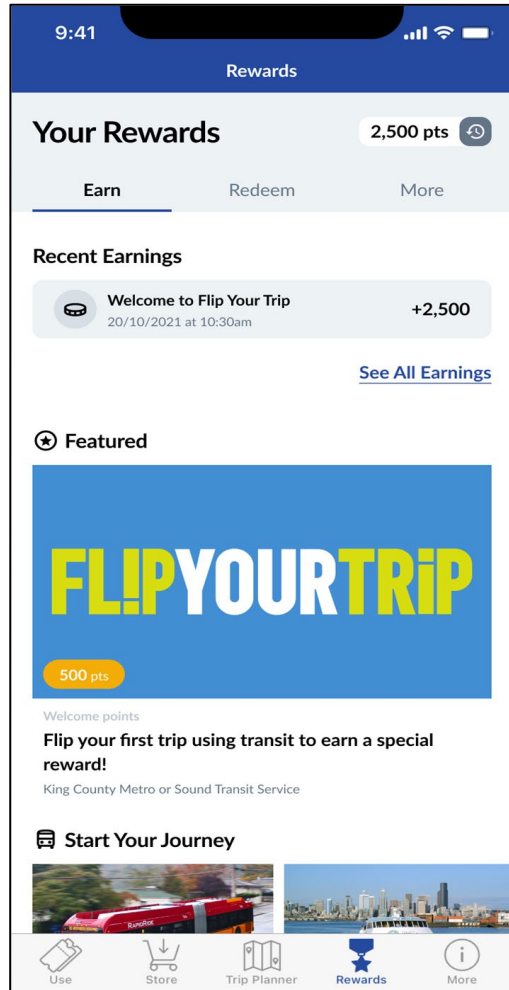 9:41
Rewards
Your Rewards
2,500 pts
Earn Redeem More
Recent Earnings
Welcome to Flip Your Trip
20/10/2021 at 10:30am
+2,500
See All Earnings
Featured
FL!PYOURTRiP
500 pts
Welcome points
Flip your first trip using transit to earn a special
reward!
King County Metro or Sound Transit Service
Start Your Journey
RapidRide
Use Store Trip Planner Rewards More